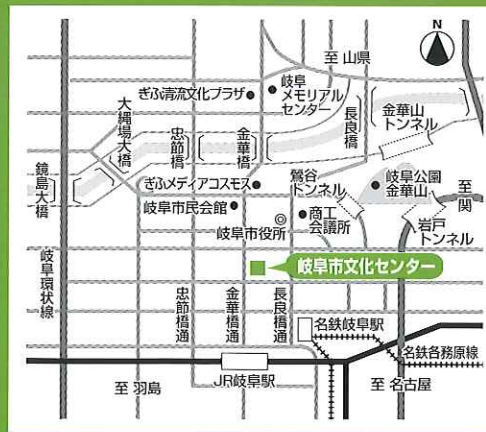 N
至 山県
ぎふ清流文化プラザ
岐阜
メモリアル
センター
大縄場大橋
忠節橋
金華橋
長良橋
金華山
トンネル
鏡島大橋
ぎふメディアコスモス
鶯谷
トンネル
岐阜公園
金華山
至 関
岐阜市民会館
商工
会議所
岐阜市役所
岩戸
トンネル
岐阜市文化センター
岐阜環状線
忠節橋通
金華橋通
長良橋通
名鉄岐阜駅
名鉄各務原線
至 羽島
JR岐阜駅
至 名古屋